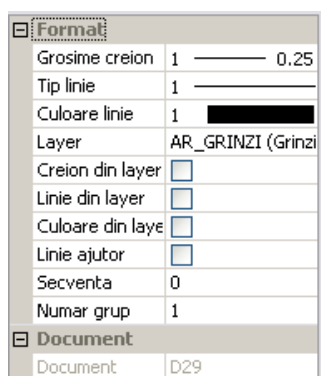 Format
Grosime creion 1 0.25
Tip linie 1
Culoare linie 1
Layer AR_GRINZI (Grinzi
Creion din layer
Linie din layer
Culoare din laye
Linie ajutor
Secventa 0
Numar grup 1
Document
Document D29